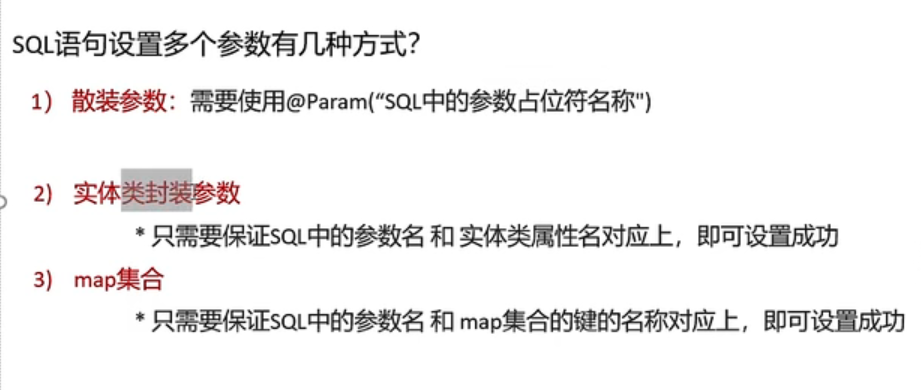 SQL语句设置多个参数有几种方式？
1） 散装参数：需要使用@Param(“SQL中的参数占位符名称")
2) 实体类封装参数
* 只需要保证SQL中的参数名 和 实体类属性名对应上，即可设置成功
3) map集合
* 只需要保证SQL中的参数名 和 map集合的键的名称对应上，即可设置成功